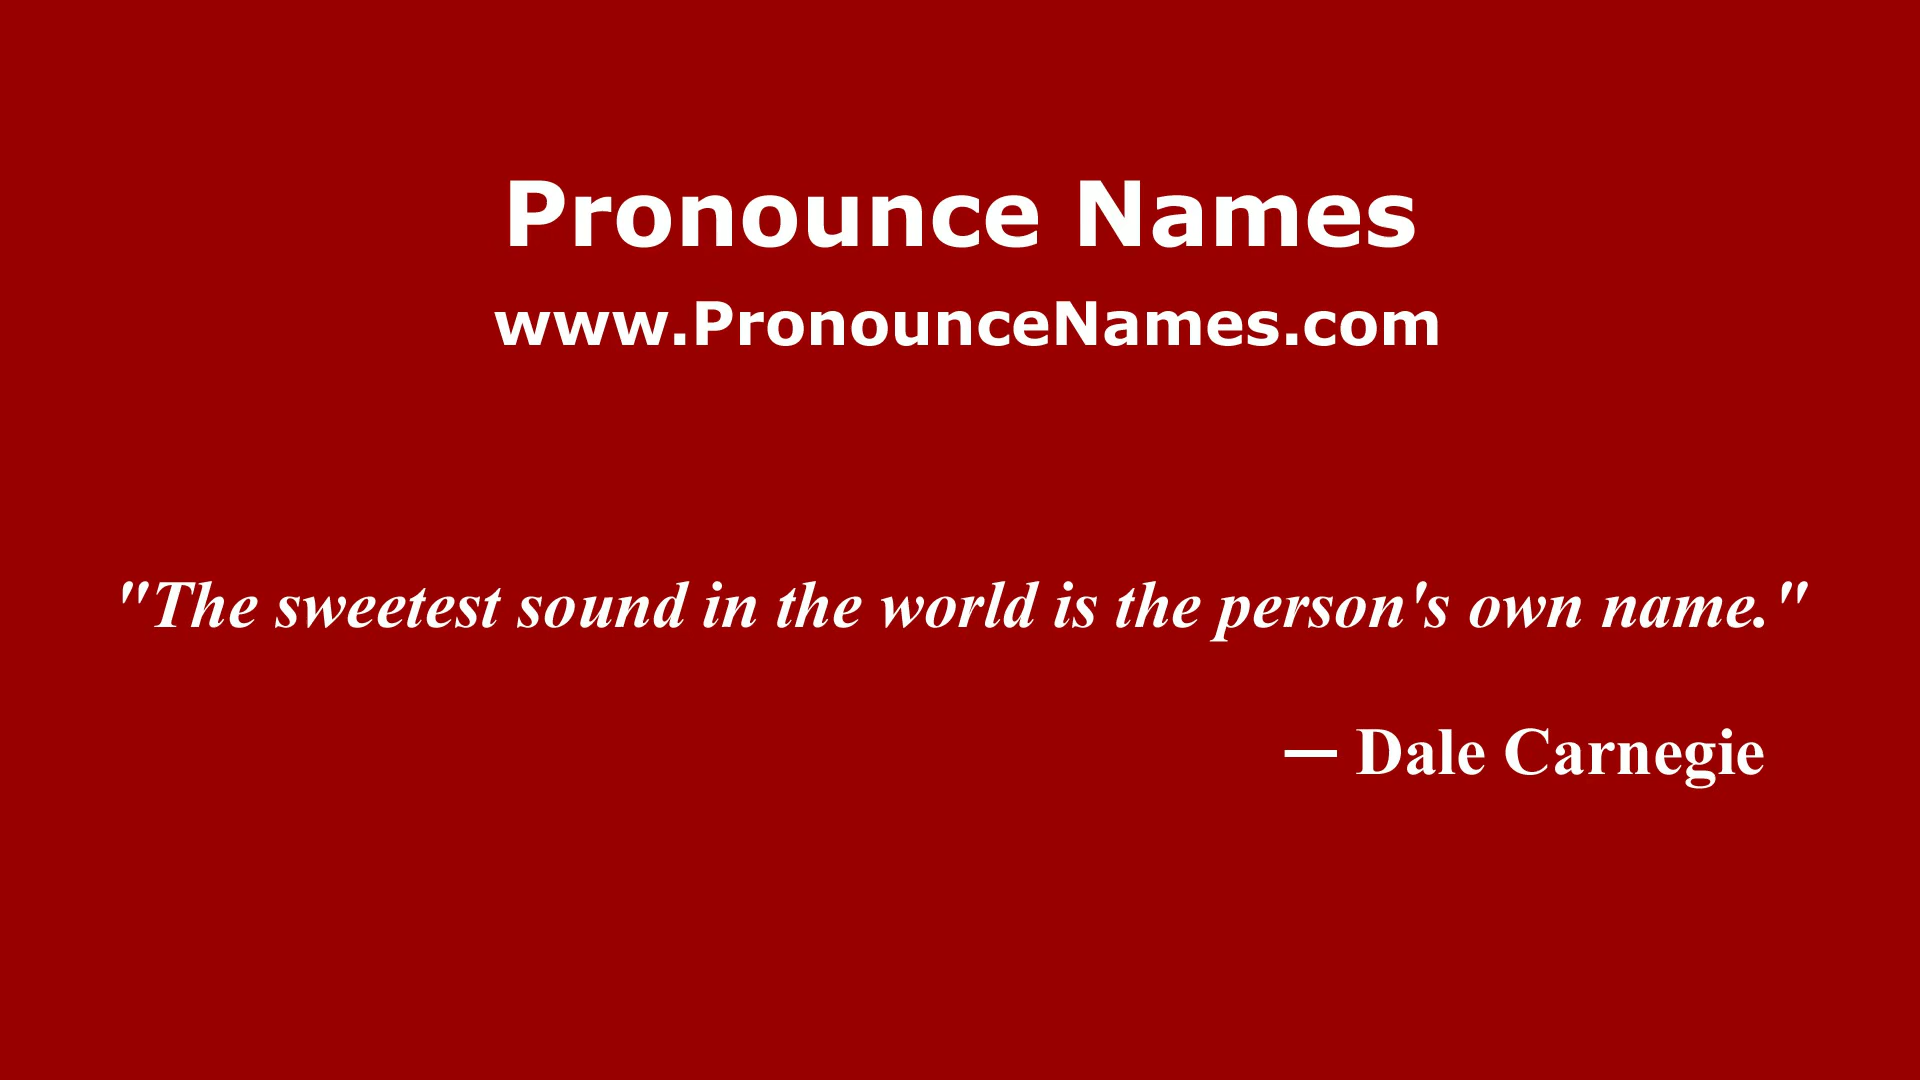 Pronounce Names
www.PronounceNames.com
"The sweetest sound in the world is the person's own name."
— Dale Carnegie